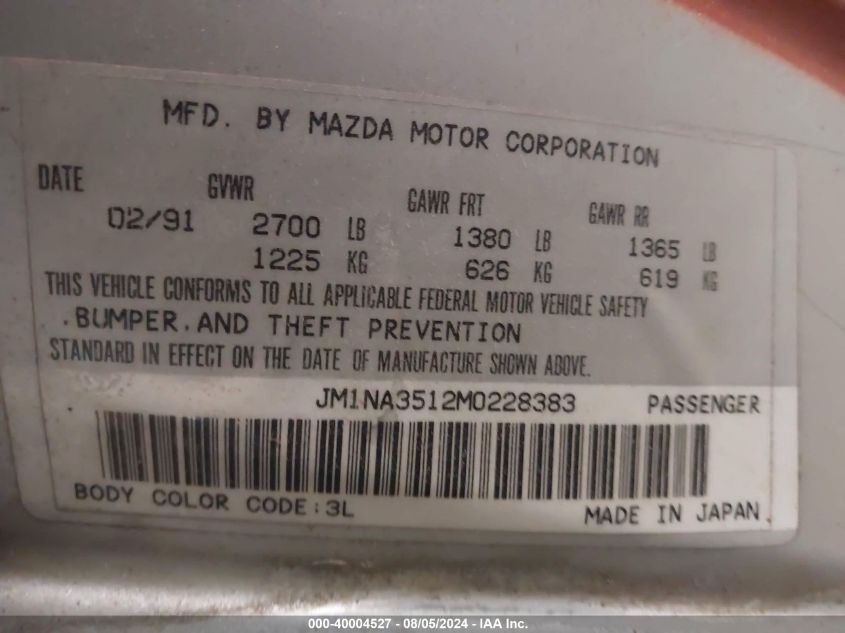 MFD. BY MAZDA MOTOR CORPORATION
DATE GVWR GAWR FRT GAWR RR
02/91 2700 LB 1380 LB 1365 LB
1225 KG 626 KG 619 KG
THIS VEHICLE CONFORMS TO ALL APPLICABLE FEDERAL MOTOR VEHICLE SAFETY
.BUMPER.AND THEFT PREVENTION
STANDARD IN EFFECT ON THE DATE OF MANUFACTURE SHOWN ABOVE.
JM1NA3512M0228383 PASSENGER
BODY COLOR CODE:3L MADE IN JAPAN.
000-40004527 - 08/05/2024 - IAA Inc.